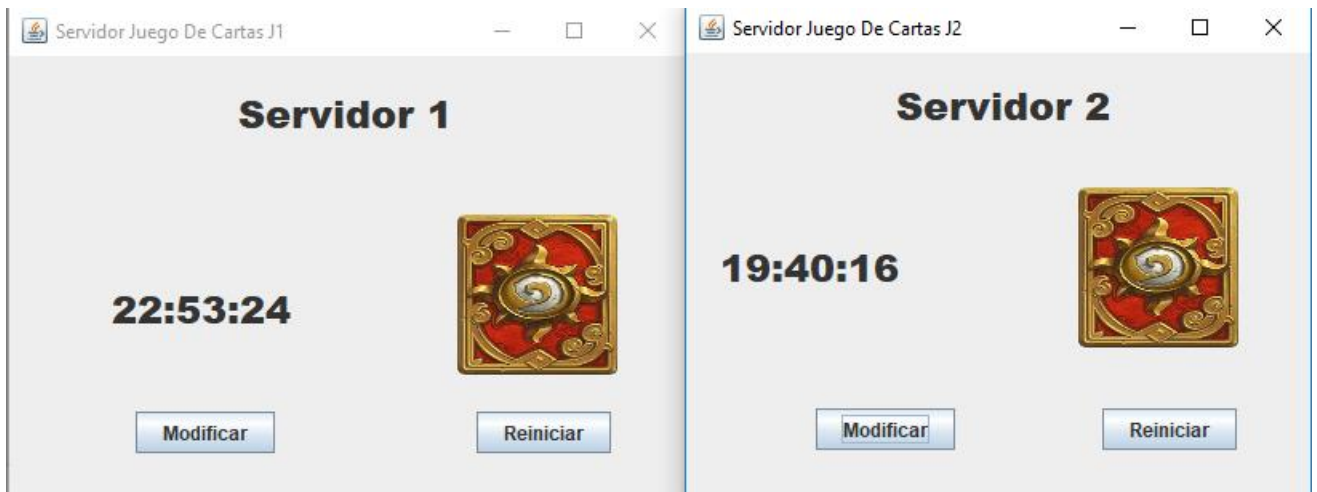 Servidor Juego De Cartas J1
Servidor 1
22:53:24
Modificar
Reiniciar
Servidor Juego De Cartas J2
Servidor 2
19:40:16
Modificar
Reiniciar